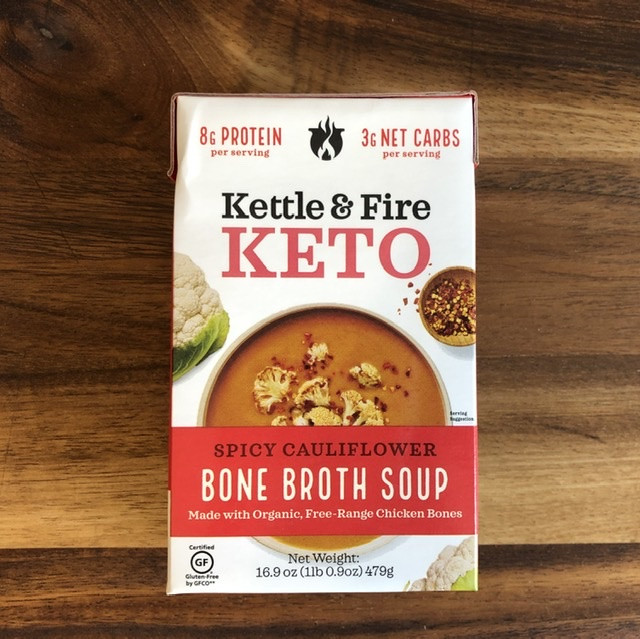 8G PROTEIN
per serving
3G NET CARBS
per serving
Kettle & Fire
KETO
Serving
Suggestion
SPICY CAULIFLOWER
BONE BROTH SOUP
Made with Organic, Free-Range Chicken Bones
Certified
GF
Gluten-Free
by GFCO**
Net Weight:
16.9 oz (1lb 0.9oz) 479g